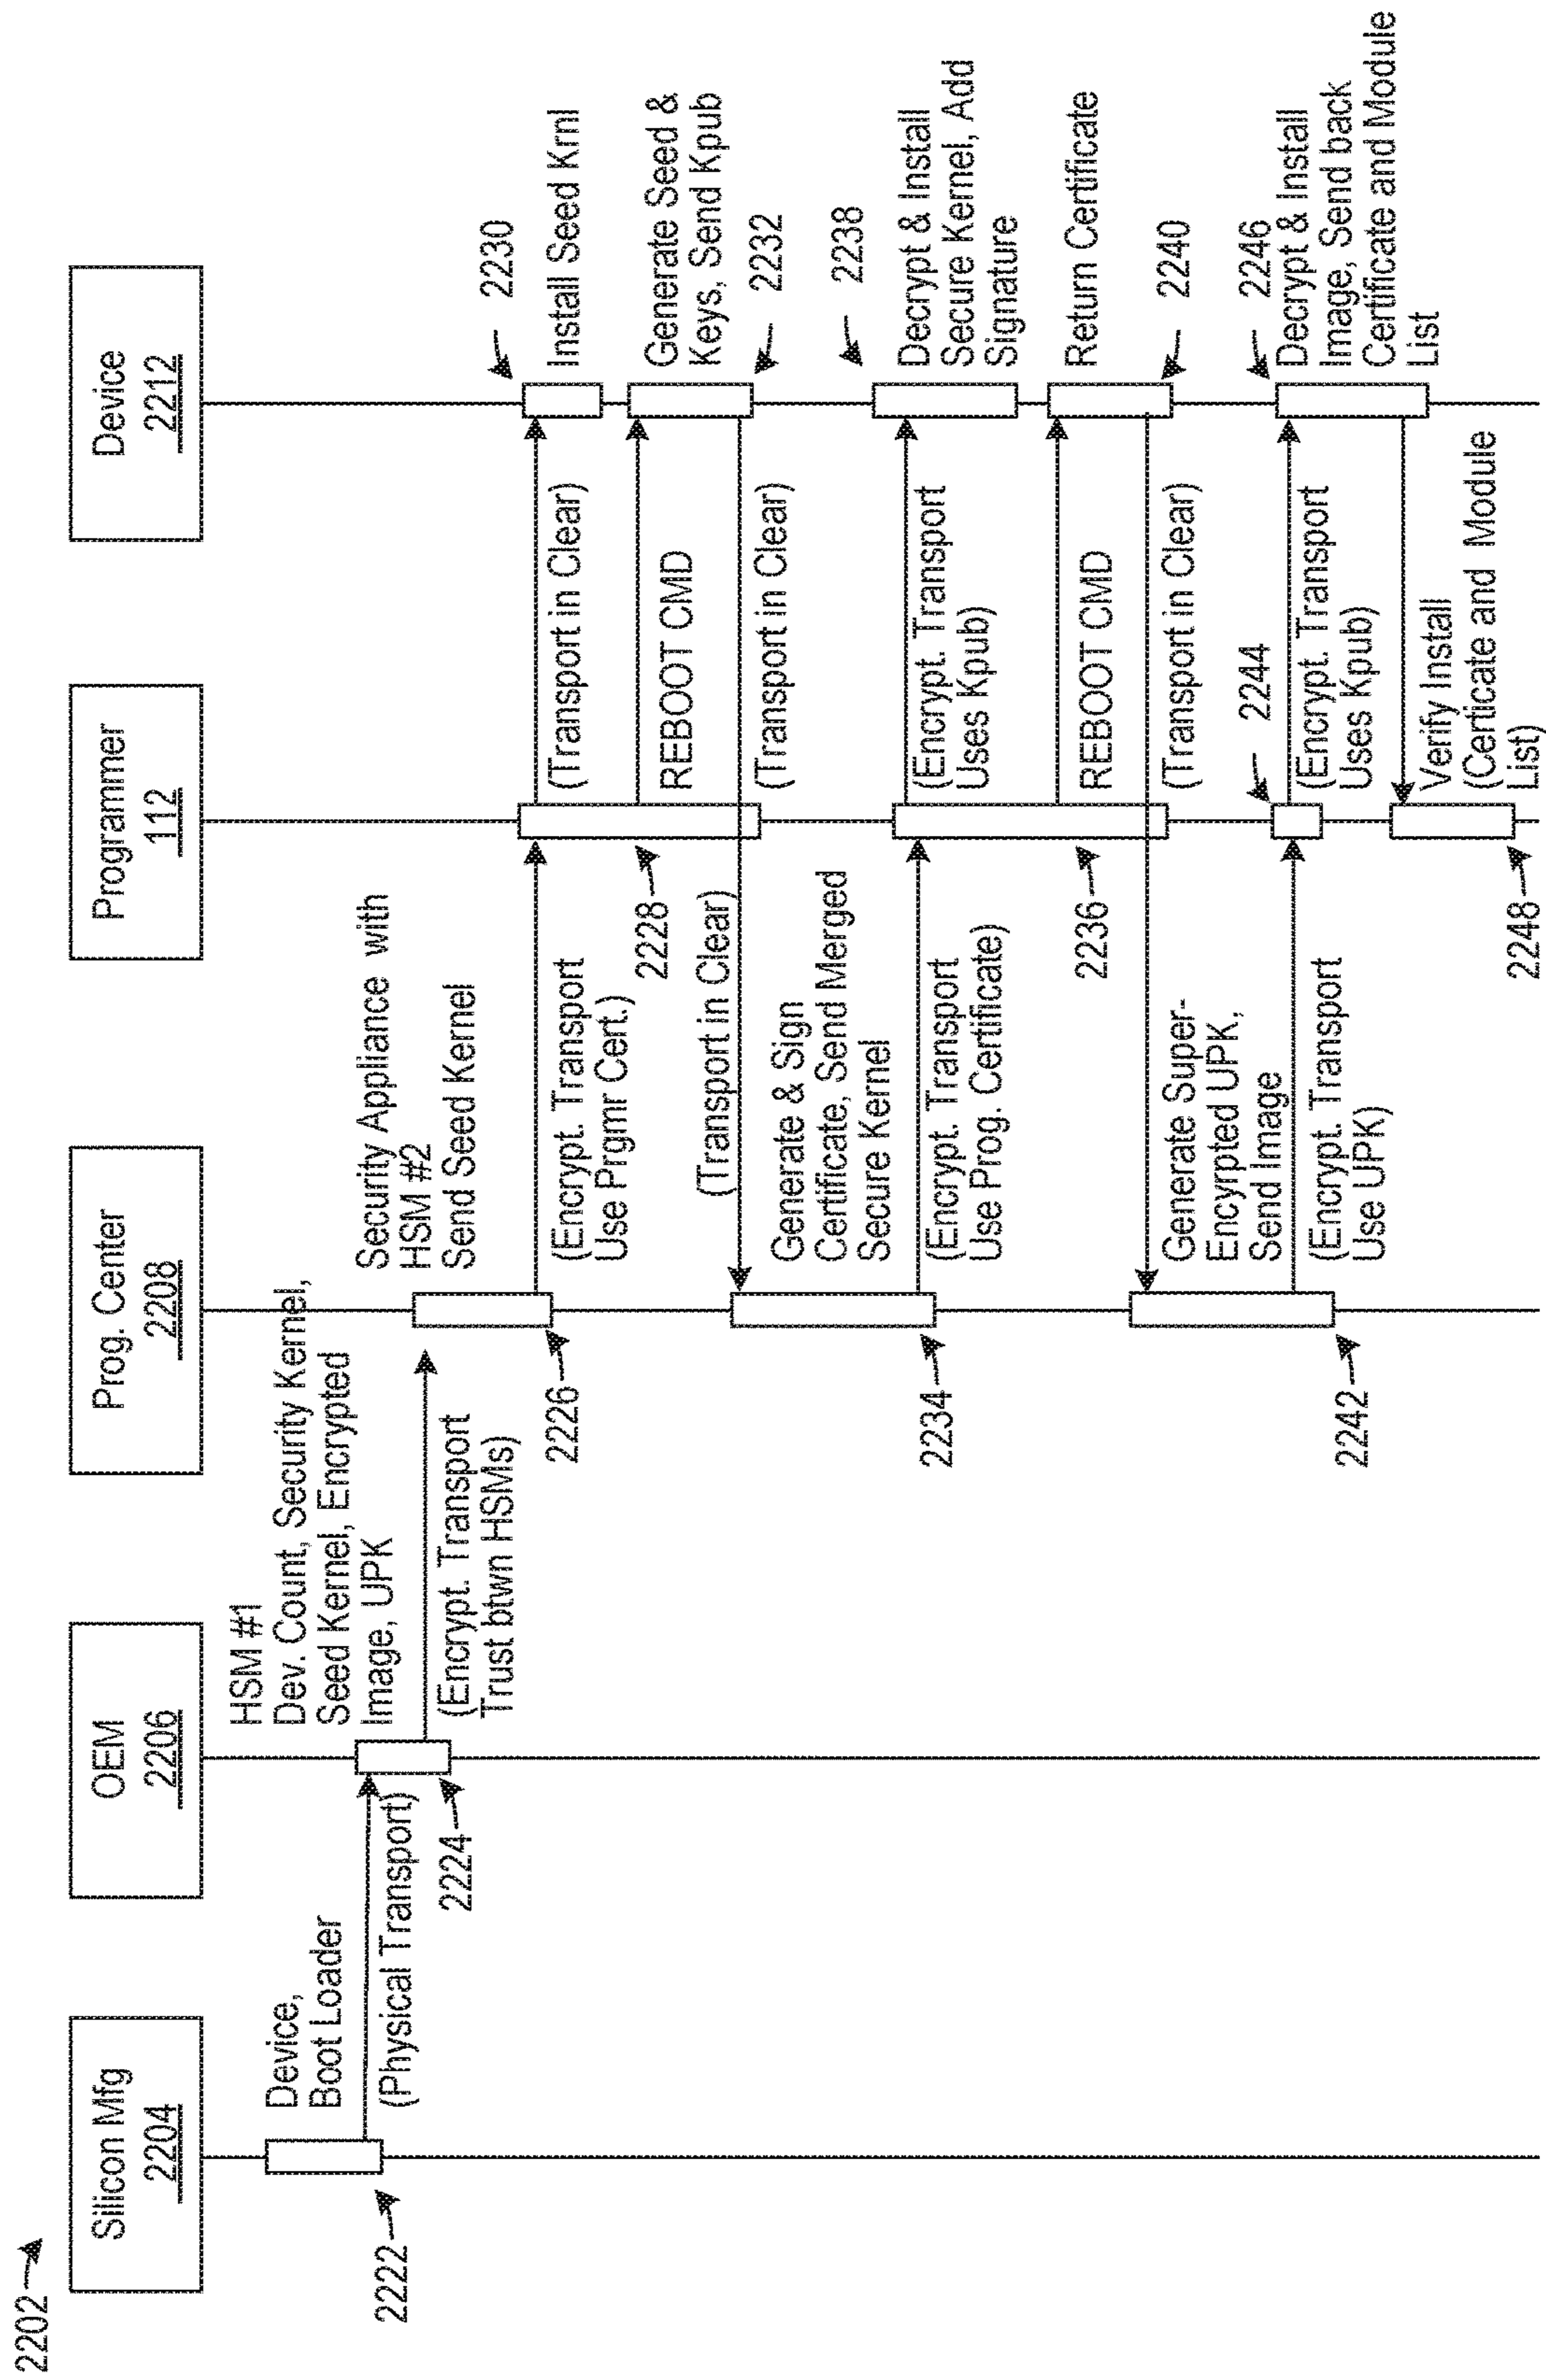 2202
Silicon Mfg
2204
OEM
2206
Prog. Center
2208
Programmer
112
Device
2212
Device,
Boot Loader
(Physical Transport)
2222
HSM #1
Dev. Count, Security Kernel,
Seed Kernel, Encrypted
Image, UPK
(Encrypt. Transport
Trust btwn HSMs)
2224
Security Appliance with
HSM #2
Send Seed Kernel
(Encrypt. Transport
Use Prgmr Cert.)
2226
2228
(Transport in Clear)
2230
Install Seed Krnl
REBOOT CMD
Generate Seed &
Keys, Send Kpub
2232
(Transport in Clear)
(Transport in Clear)
Generate & Sign
Certificate, Send Merged
Secure Kernel
(Encrypt. Transport
Use Prog. Certificate)
2234
2236
(Encrypt. Transport
Uses Kpub)
2238
Decrypt & Install
Secure Kernel, Add
Signature
REBOOT CMD
Return Certificate
2240
(Transport in Clear)
Generate Super-
Encyrpted UPK,
Send Image
(Encrypt. Transport
Use UPK)
2242
2244
(Encrypt. Transport
Uses Kpub)
2246
Decrypt & Install
Image, Send back
Certificate and Module
List
Verify Install
(Certicate and Module
List)
2248